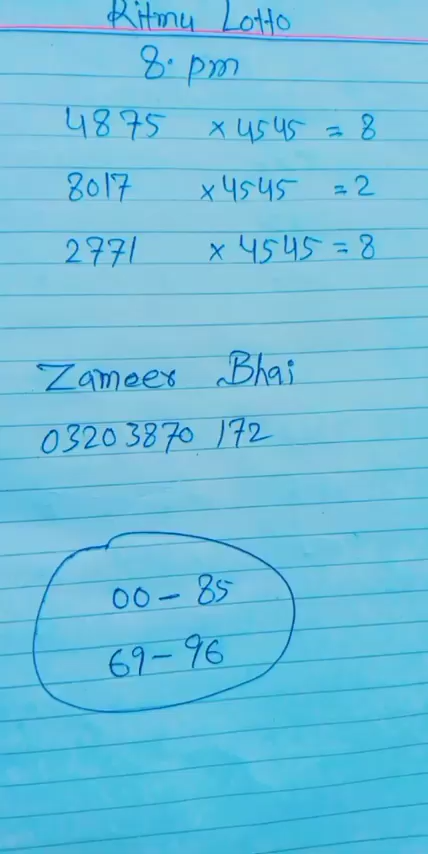 Ritmu Lotto
8. pm
4875 × 4545 = 8
8017 × 4545 = 2
2771 × 4545 = 8
Zameer Bhai
03203870 172
00 - 85
69 - 96